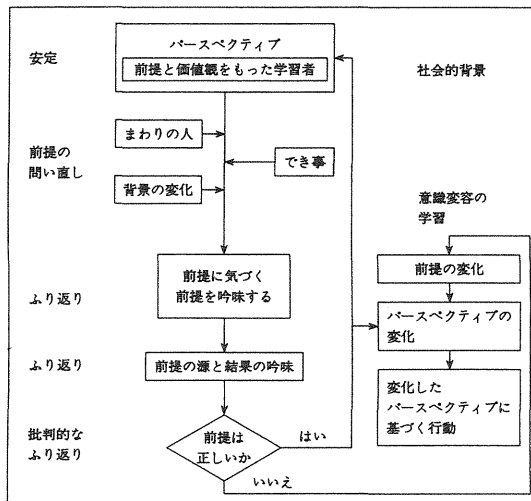 安定
パースペクティブ
前提と価値観をもった学習者
社会的背景
前提の
問い直し
まわりの人
でき事
背景の変化
意識変容の
学習
ふり返り
前提に気づく
前提を吟味する
前提の変化
パースペクティブの
変化
ふり返り
前提の源と結果の吟味
変化した
パースペクティブに
基づく行動
批判的な
ふり返り
前提は
正しいか
はい
いいえ